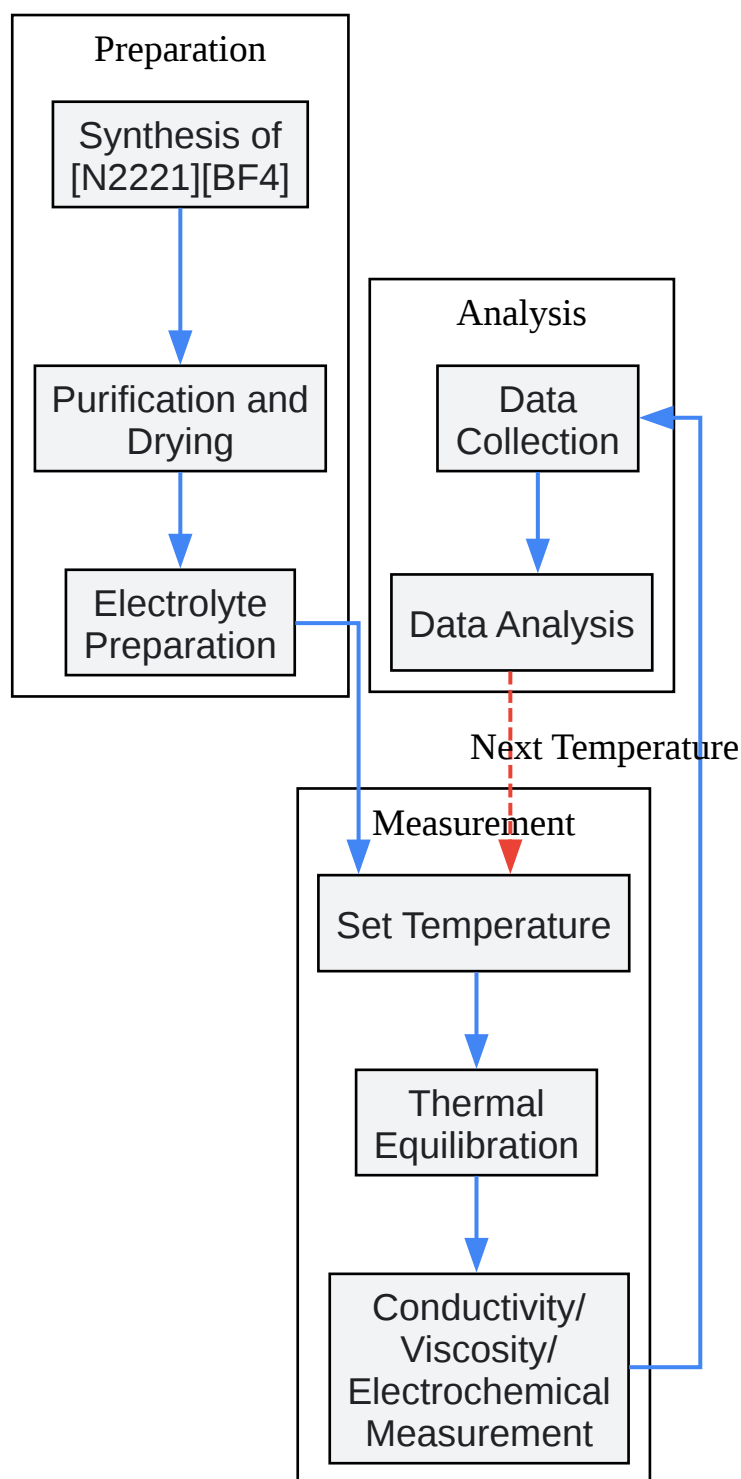 Preparation
Synthesis of
[N2221][BF4]
Purification and
Drying
Electrolyte
Preparation
Analysis
Data
Collection
Data Analysis
Next Temperature
Measurement
Set Temperature
Thermal
Equilibration
Conductivity/
Viscosity/
Electrochemical
Measurement